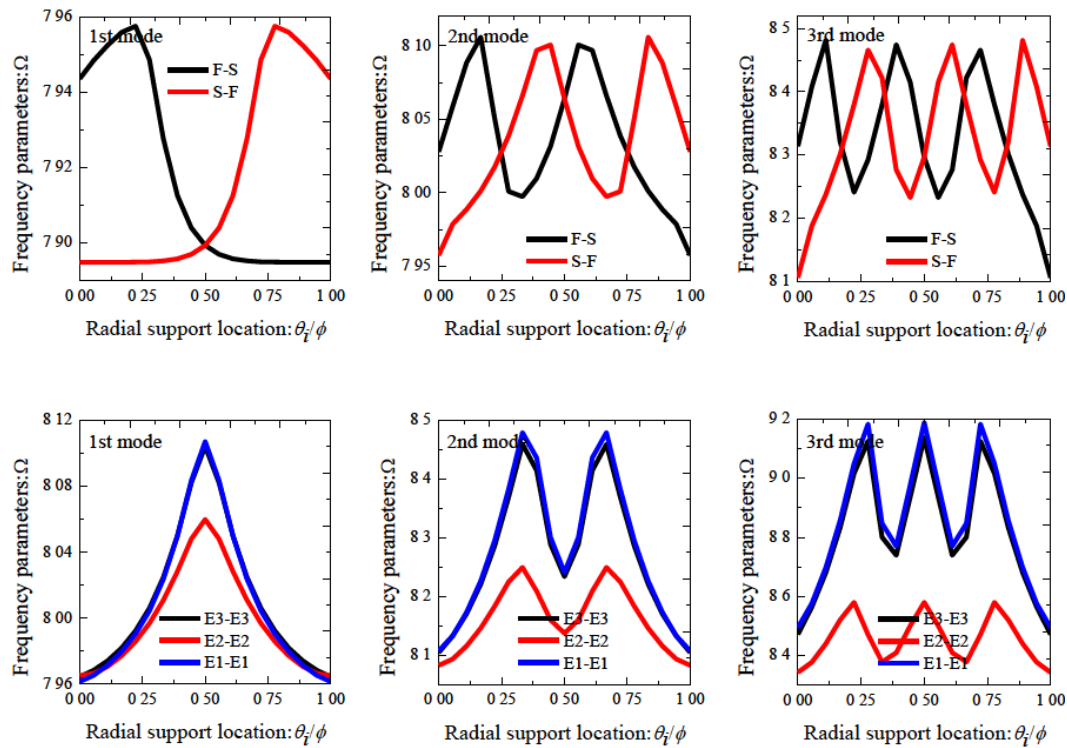 1st mode
F-S
S-F
Frequency parameters:Ω
7 96
7 94
7 92
7 90
0 00 0 25 0 50 0 75 1 00
Radial support location:θi/ϕ
2nd mode
F-S
S-F
Frequency parameters:Ω
8 10
8 05
8 00
7 95
0 00 0 25 0 50 0 75 1 00
Radial support location:θi/ϕ
3rd mode
F-S
S-F
Frequency parameters:Ω
8 5
8 4
8 3
8 2
8 1
0 00 0 25 0 50 0 75 1 00
Radial support location:θi/ϕ
1st mode
E3-E3
E2-E2
E1-E1
Frequency parameters:Ω
8 12
8 08
8 04
8 00
7 96
0 00 0 25 0 50 0 75 1 00
Radial support location:θi/ϕ
2nd mode
E3-E3
E2-E2
E1-E1
Frequency parameters:Ω
8 5
8 4
8 3
8 2
8 1
0 00 0 25 0 50 0 75 1 00
Radial support location:θi/ϕ
3rd mode
E3-E3
E2-E2
E1-E1
Frequency parameters:Ω
9 2
9 0
8 8
8 6
8 4
0 00 0 25 0 50 0 75 1 00
Radial support location:θi/ϕ